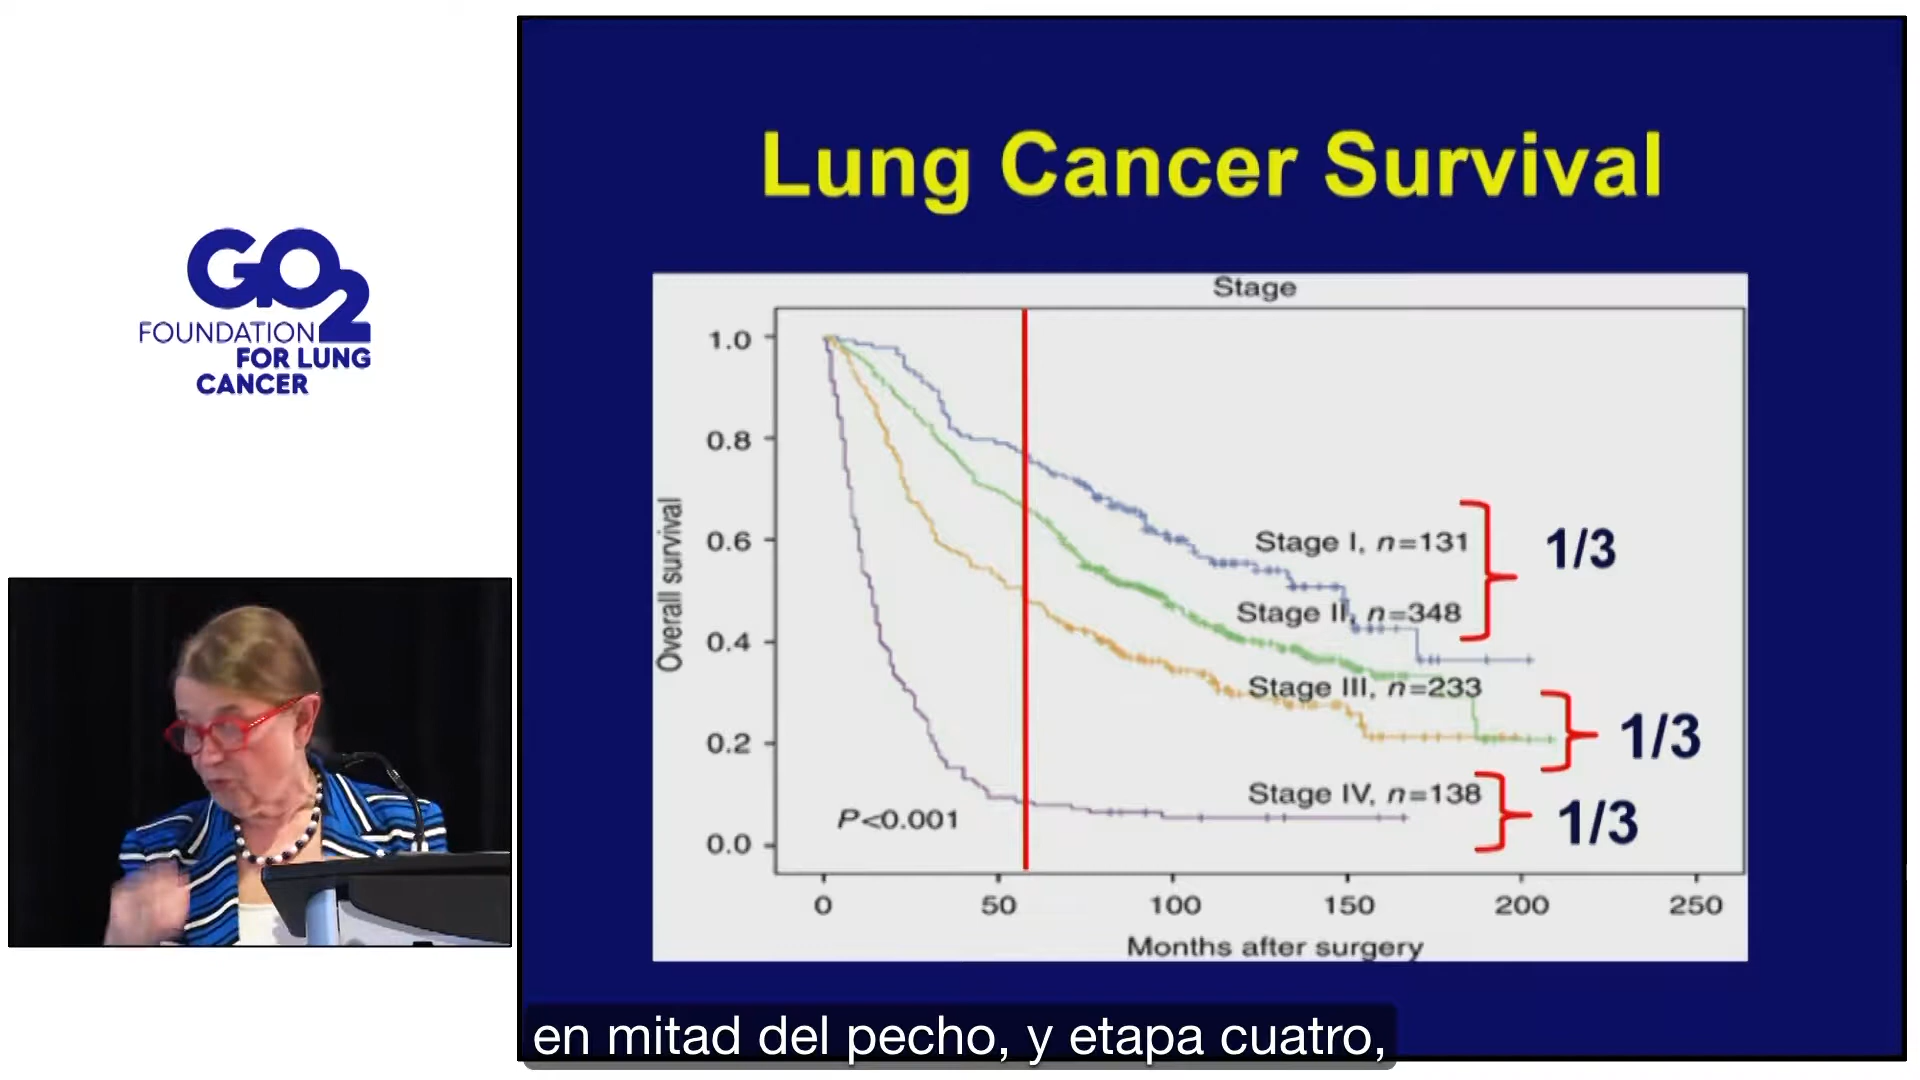 GO2
FOUNDATION
FOR LUNG
CANCER
Lung Cancer Survival
Stage
1.0
0.8
0.6
0.4
0.2
0.0
Overall survival
Stage I, n=131
1/3
Stage II, n=348
Stage III, n=233
1/3
Stage IV, n=138
1/3
P<0.001
0 50 100 150 200 250
Months after surgery
en mitad del pecho, y etapa cuatro,